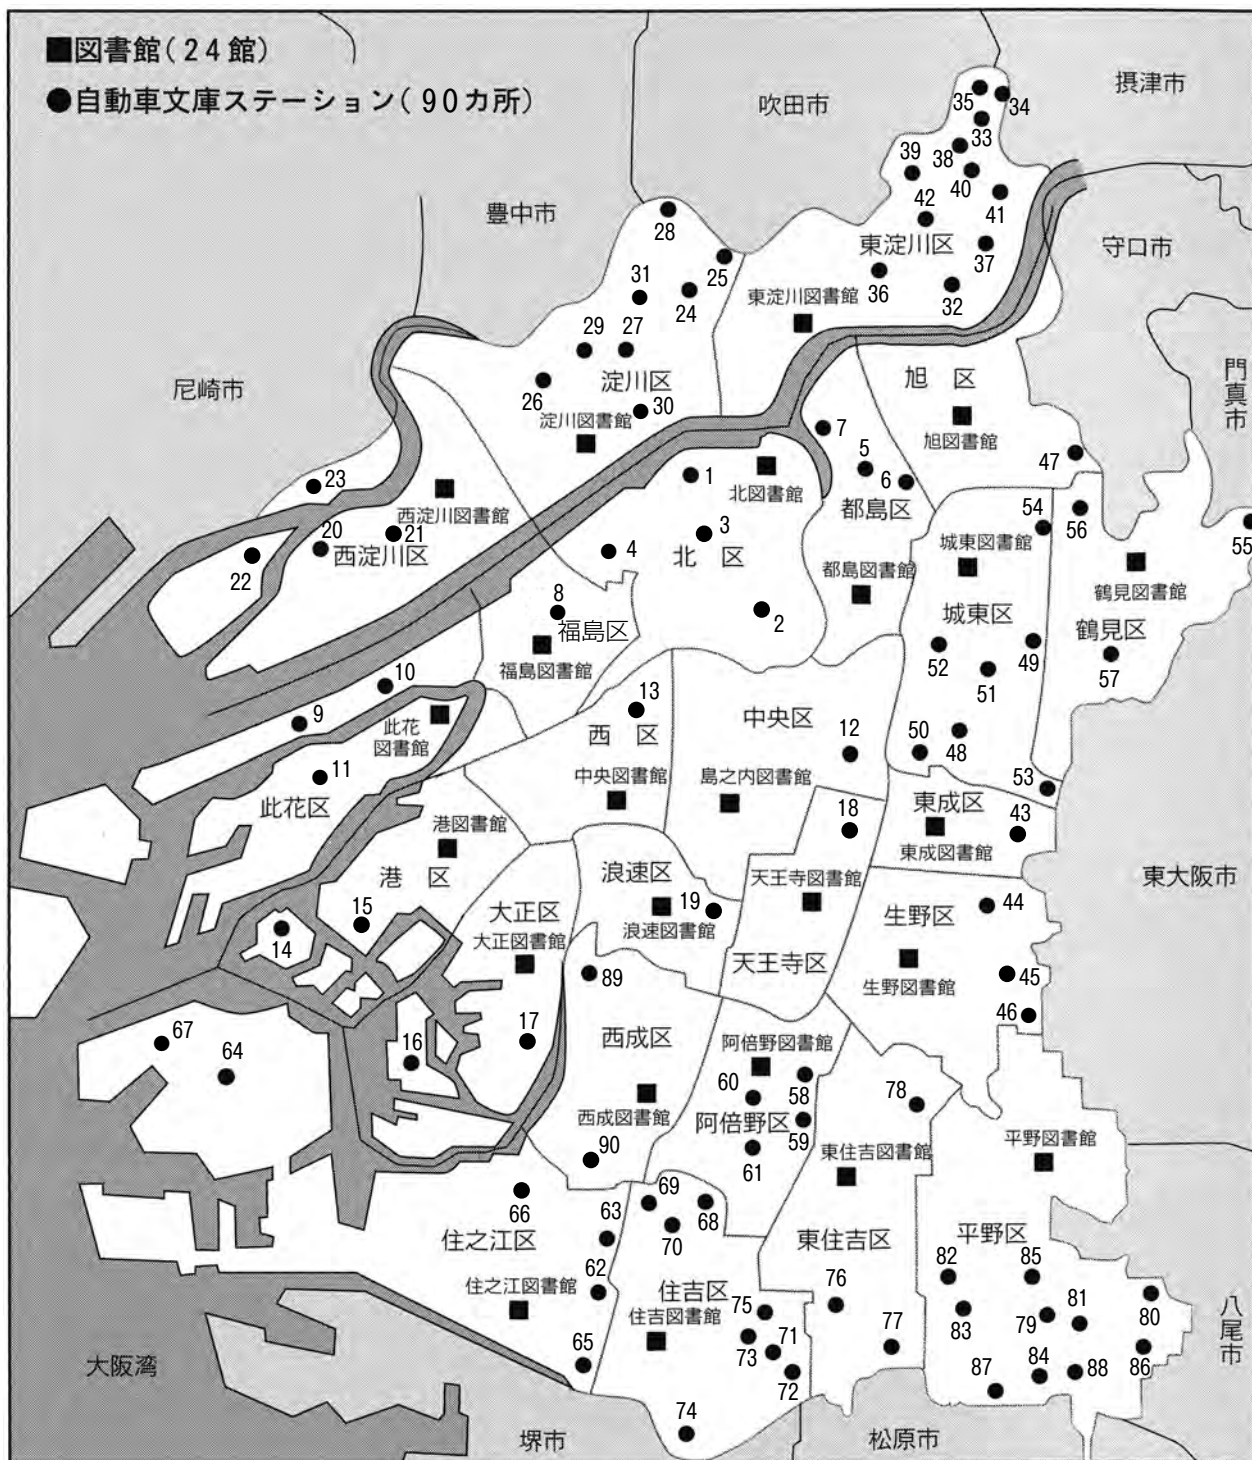 ■図書館(24館)
●自動車文庫ステーション(90カ所)
吹田市
摂津市
35
34
33
38
39
40
42
41
豊中市
28
守口市
東淀川区
37
25
31
36
32
24
東淀川図書館
29
27
門真市
尼崎市
淀川区
旭 区
26
30
淀川図書館
旭図書館
7
5
47
6
1
23
北図書館
西淀川図書館
都島区
54
56
55
20
21
3
4
城東図書館
西淀川区
北 区
22
都島図書館
鶴見図書館
8
2
城東区
福島区
鶴見区
49
福島図書館
52
51
57
10
13
9
此花
図書館
中央区
西 区
12
50
48
11
中央図書館
島之内図書館
53
此花区
東成区
18
43
港図書館
東成図書館
浪速区
港 区
天王寺図書館
東大阪市
大正区
生野区
44
15
19
14
浪速図書館
大正図書館
天王寺区
89
45
生野図書館
46
67
17
64
16
西成区
阿倍野図書館
60
58
78
西成図書館
阿倍野区
59
平野図書館
90
61
東住吉図書館
69
68
66
63
70
平野区
住之江区
東住吉区
82
85
62
76
81
住之江図書館
住吉区
75
80
住吉図書館
83
79
八尾市
71
77
65
73
84
86
大阪湾
72
87
88
74
堺市
松原市